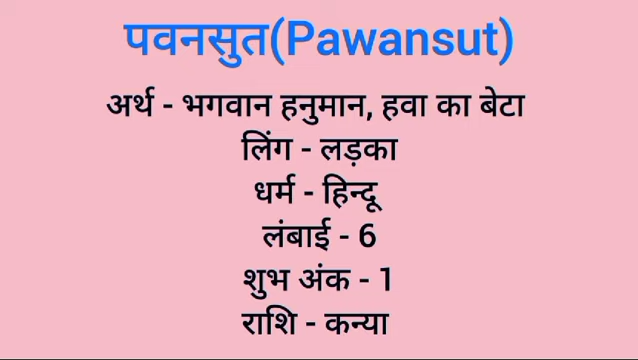 पवनसुत(Pawansut)
अर्थ - भगवान हनुमान, हवा का बेटा
लिंग - लड़का
धर्म - हिन्दू
लंबाई - 6
शुभ अंक - 1
राशि - कन्या